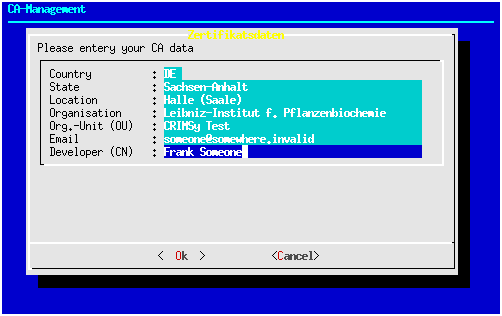 CA-Management
Zertifikatsdaten
Please entery your CA data
Country : DE
State : Sachsen-Anhalt
Location : Halle (Saale)
Organisation : Leibniz-Institut f. Pflanzenbiochemie
Org.-Unit (OU) : CRIMSy Test
Email : someone@somewhere.invalid
Developer (CN) : Frank Someone
< Ok > <Cancel>